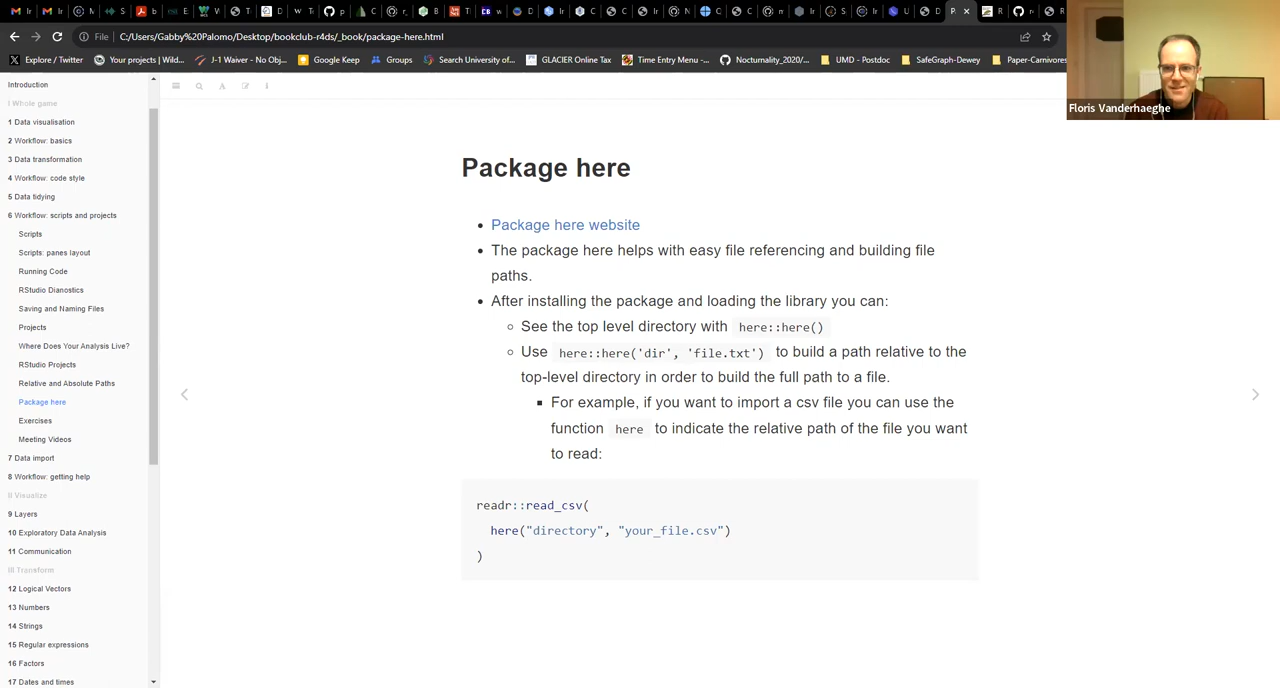 File C:/Users/Gabby%20Palomo/Desktop/bookclub-r4ds/_book/package-here.html
Explore / Twitter
Your projects | Wild...
J-1 Waiver - No Obj...
Google Keep
Groups
Search University of...
GLACIER Online Tax
Time Entry Menu -...
Nocturnality_2020/...
UMD - Postdoc
SafeGraph-Dewey
Paper-Carnivores
Floris Vanderhaeghe
Introduction
I Whole game
1 Data visualisation
2 Workflow: basics
3 Data transformation
4 Workflow: code style
5 Data tidying
6 Workflow: scripts and projects
Scripts
Scripts: panes layout
Running Code
RStudio Dianostics
Saving and Naming Files
Projects
Where Does Your Analysis Live?
RStudio Projects
Relative and Absolute Paths
Package here
Exercises
Meeting Videos
7 Data import
8 Workflow: getting help
II Visualize
9 Layers
10 Exploratory Data Analysis
11 Communication
III Transform
12 Logical Vectors
13 Numbers
14 Strings
15 Regular expressions
16 Factors
17 Dates and times
Package here
Package here website
The package here helps with easy file referencing and building file
paths.
After installing the package and loading the library you can:
See the top level directory with here::here()
Use here::here('dir', 'file.txt') to build a path relative to the
top-level directory in order to build the full path to a file.
For example, if you want to import a csv file you can use the
function here to indicate the relative path of the file you want
to read:
readr::read_csv(
here("directory", "your_file.csv")
)